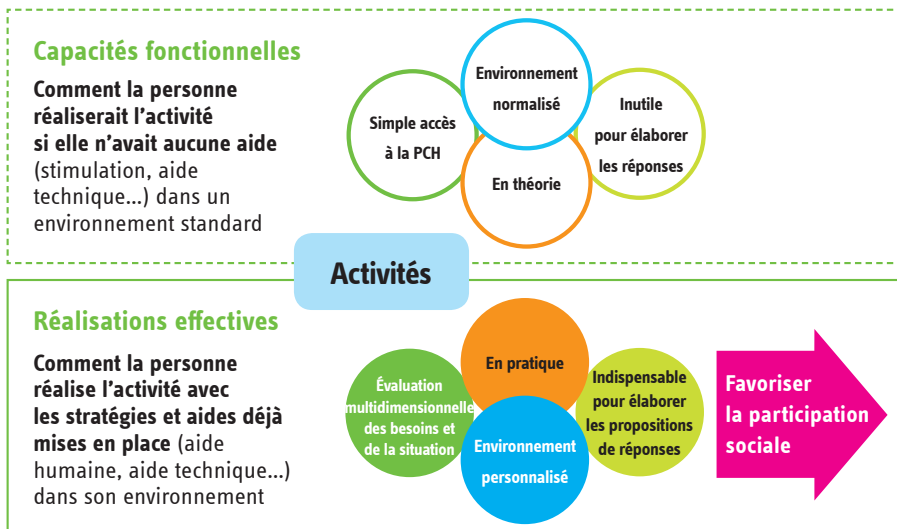 Capacités fonctionnelles
Comment la personne
réaliserait l’activité
si elle n’avait aucune aide
(stimulation, aide
technique...) dans un
environnement standard
Simple accès
à la PCH
Environnement
normalisé
En théorie
Inutile
pour élaborer
les réponses
Activités
Réalisations effectives
Comment la personne
réalise l’activité avec
les stratégies et aides déjà
mises en place (aide
humaine, aide technique...)
dans son environnement
Évaluation
multidimensionnelle
des besoins et
de la situation
En pratique
Environnement
personnalisé
Indispensable
pour élaborer
les propositions
de réponses
Favoriser
la participation
sociale